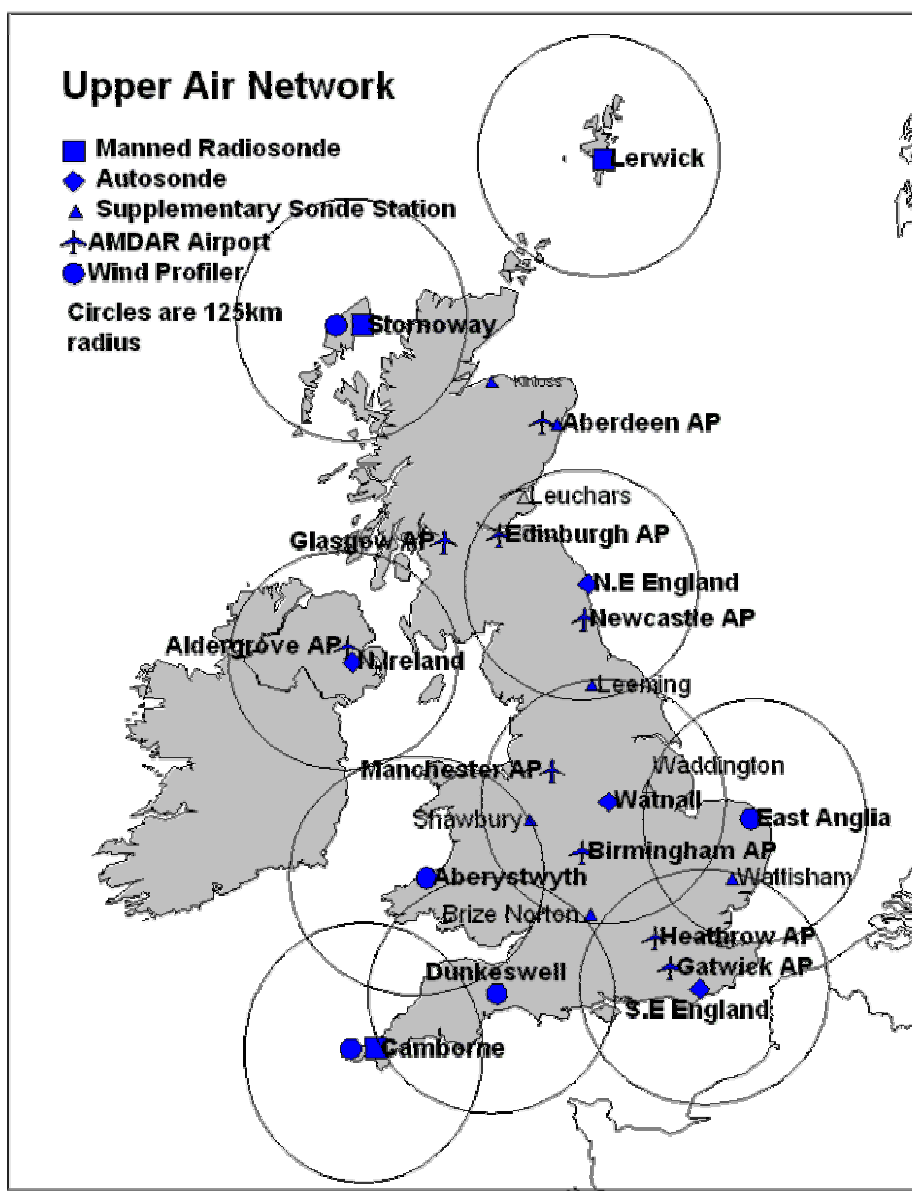 Upper Air Network
Manned Radiosonde
Autosonde
Supplementary Sonde Station
AMDAR Airport
Wind Profiler
Circles are 125km
radius
Lerwick
Stornoway
Kinloss
Aberdeen AP
Leuchars
Edinburgh AP
Glasgow AP
N.E England
Newcastle AP
Aldergrove AP
N.Ireland
Leeming
Waddington
Manchester AP
Watnall
Shawbury
East Anglia
Birmingham AP
Aberystwyth
Wattisham
Brize Norton
Heathrow AP
Gatwick AP
Dunkeswell
S.E England
Camborne